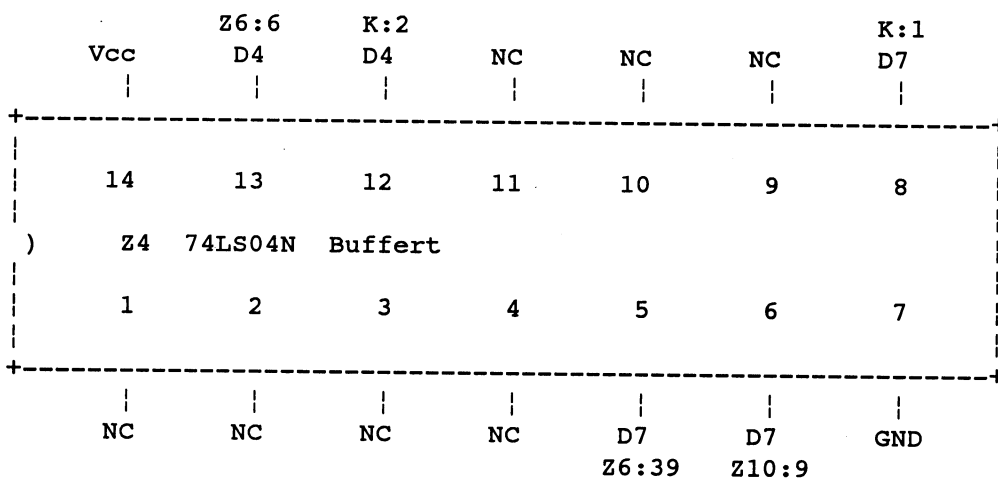 Z6:6 K:2 K:1
Vcc D4 D4 NC NC NC D7
14 13 12 11 10 9 8
) Z4 74LS04N Buffert
1 2 3 4 5 6 7
NC NC NC NC D7 D7 GND
Z6:39 Z10:9